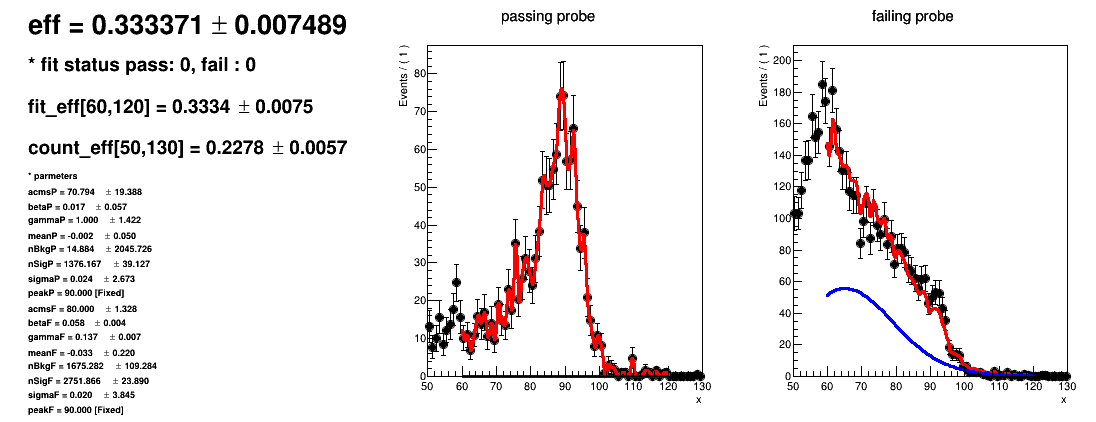 eff = 0.333371 ± 0.007489
* fit status pass: 0, fail : 0
fit_eff[60,120] = 0.3334 ± 0.0075
count_eff[50,130] = 0.2278 ± 0.0057
* parmeters
acmsP = 70.794 ± 19.388
betaP = 0.017 ± 0.057
gammaP = 1.000 ± 1.422
meanP = -0.002 ± 0.050
nBkgP = 14.884 ± 2045.726
nSigP = 1376.167 ± 39.127
sigmaP = 0.024 ± 2.673
peakP = 90.000 [Fixed]
acmsF = 80.000 ± 1.328
betaF = 0.058 ± 0.004
gammaF = 0.137 ± 0.007
meanF = -0.033 ± 0.220
nBkgF = 1675.282 ± 109.284
nSigF = 2751.866 ± 23.890
sigmaF = 0.020 ± 3.845
peakF = 90.000 [Fixed]
passing probe
Events / ( 1 )
80
70
60
50
40
30
20
10
0
50 60 70 80 90 100 110 120 130
x
failing probe
Events / ( 1 )
200
180
160
140
120
100
80
60
40
20
0
50 60 70 80 90 100 110 120 130
x